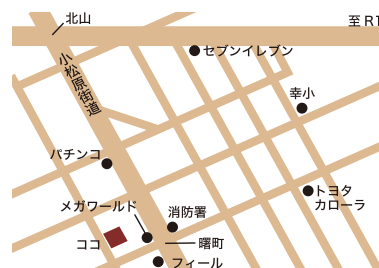 北山
至 R1
セブンイレブン
小松原街道
幸小
パチンコ
メガワールド
消防署
トヨタ
カローラ
ココ
曙町
フィール